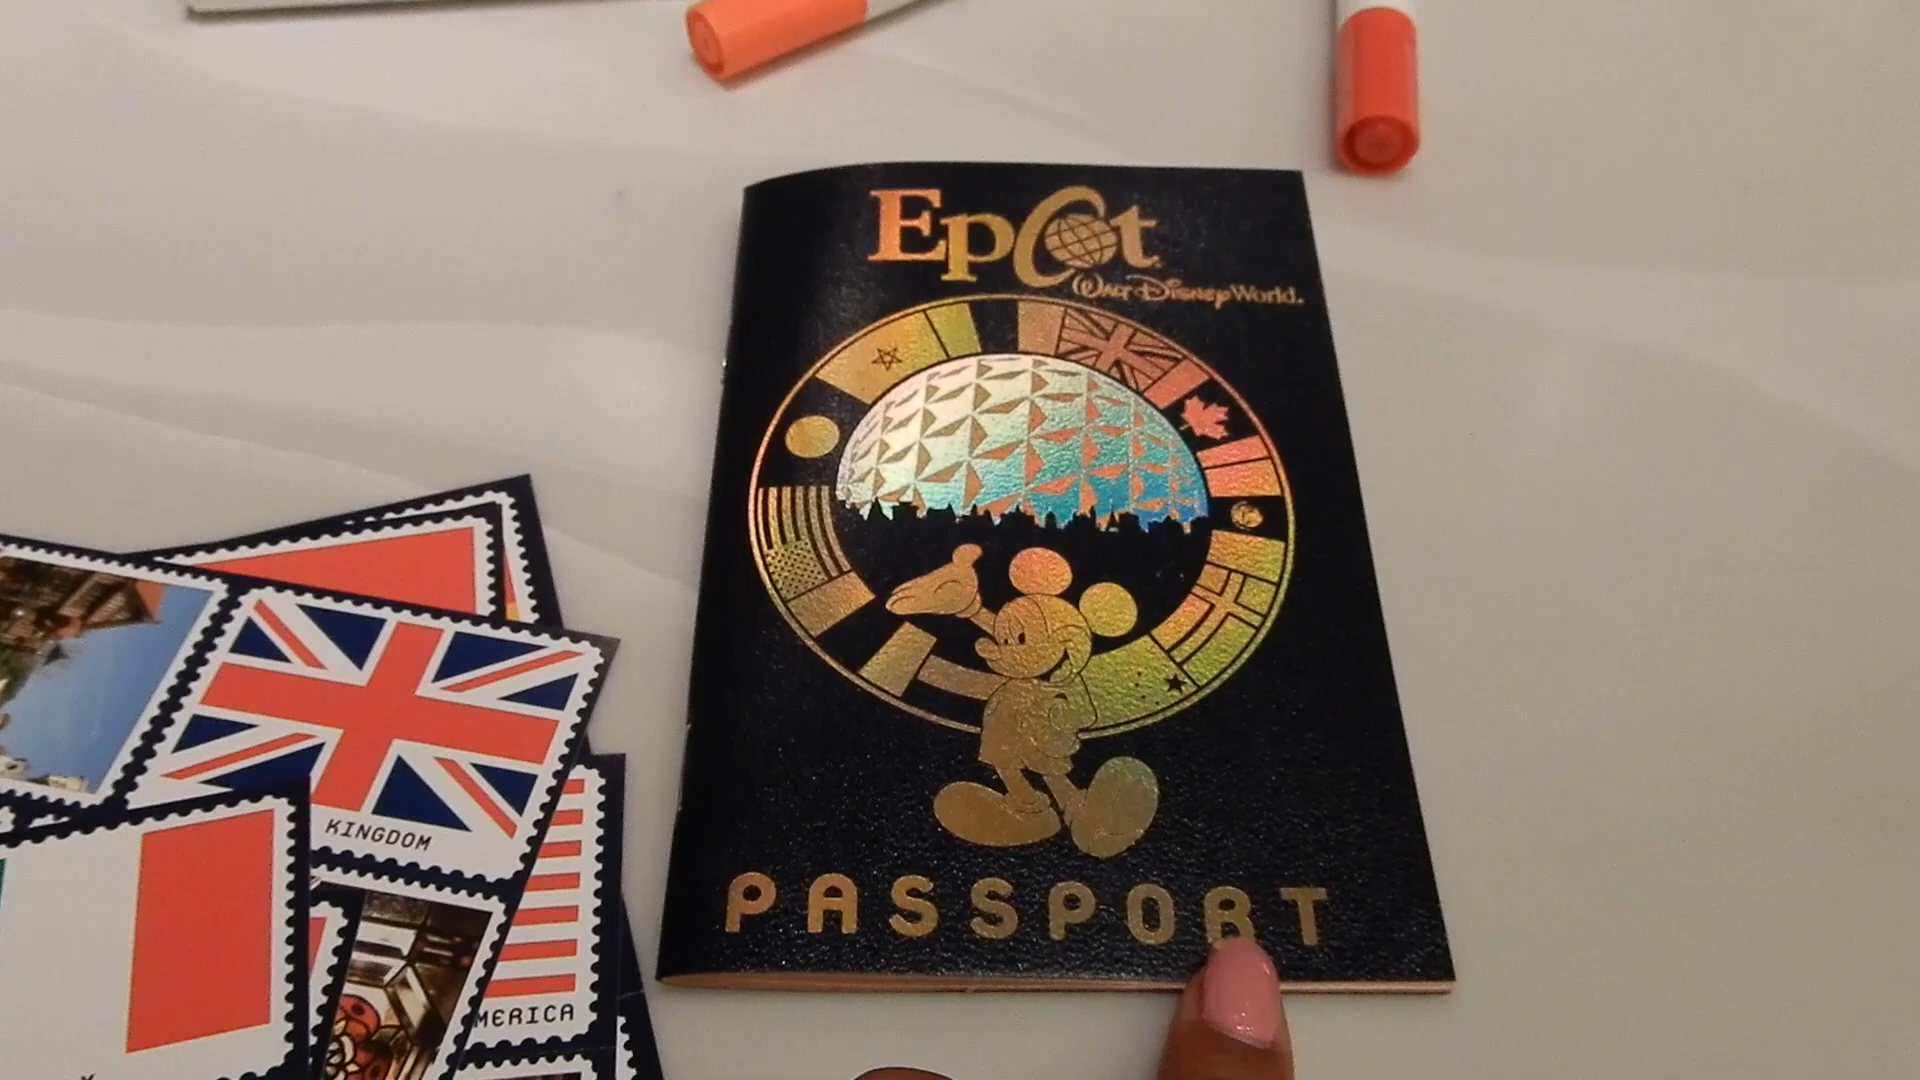 Epcot
Walt Disney World.
PASSPORT
KINGDOM
MERICA